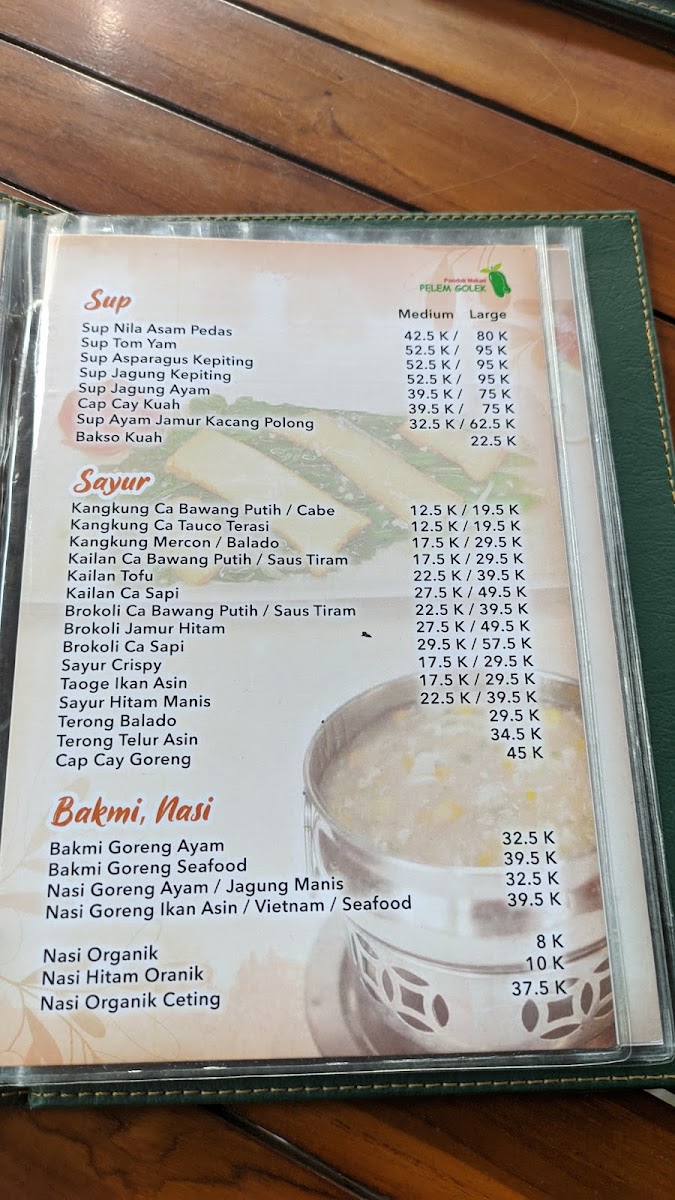 Pondok Makan
PELEM GOLEK
Sup
Medium Large
Sup Nila Asam Pedas 42.5 K / 80 K
Sup Tom Yam 52.5 K / 95 K
Sup Asparagus Kepiting 52.5 K / 95 K
Sup Jagung Kepiting 52.5 K / 95 K
Sup Jagung Ayam 39.5 K / 75 K
Cap Cay Kuah 39.5 K / 75 K
Sup Ayam Jamur Kacang Polong 32.5 K / 62.5 K
Bakso Kuah 22.5 K
Sayur
Kangkung Ca Bawang Putih / Cabe 12.5 K / 19.5 K
Kangkung Ca Tauco Terasi 12.5 K / 19.5 K
Kangkung Mercon / Balado 17.5 K / 29.5 K
Kailan Ca Bawang Putih / Saus Tiram 17.5 K / 29.5 K
Kailan Tofu 22.5 K / 39.5 K
Kailan Ca Sapi 27.5 K / 49.5 K
Brokoli Ca Bawang Putih / Saus Tiram 22.5 K / 39.5 K
Brokoli Jamur Hitam 27.5 K / 49.5 K
Brokoli Ca Sapi 29.5 K / 57.5 K
Sayur Crispy 17.5 K / 29.5 K
Taoge Ikan Asin 17.5 K / 29.5 K
Sayur Hitam Manis 22.5 K / 39.5 K
Terong Balado 29.5 K
Terong Telur Asin 34.5 K
Cap Cay Goreng 45 K
Bakmi, Nasi
Bakmi Goreng Ayam 32.5 K
Bakmi Goreng Seafood 39.5 K
Nasi Goreng Ayam / Jagung Manis 32.5 K
Nasi Goreng Ikan Asin / Vietnam / Seafood 39.5 K
Nasi Organik 8 K
Nasi Hitam Oranik 10 K
Nasi Organik Ceting 37.5 K